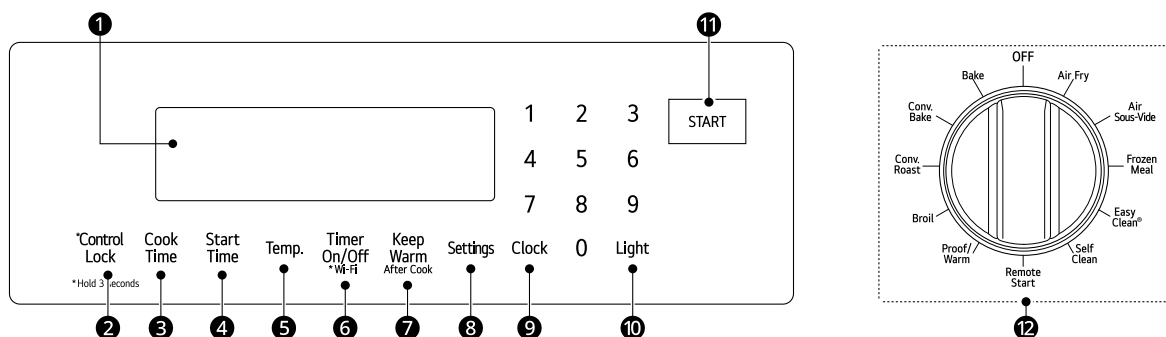 1
11
1 2 3
START
4 5 6
7 8 9
0
*Control
Lock
* Hold 3 Seconds
Cook
Time
Start
Time
Temp.
Timer
On/Off
*Wi-Fi
Keep
Warm
After Cook
Settings
Clock
Light
2
3
4
5
6
7
8
9
10
OFF
Air Fry
Air
Sous-Vide
Frozen
Meal
Easy
Clean®
Self
Clean
Remote
Start
Proof/
Warm
Broil
Conv.
Roast
Conv.
Bake
Bake
12